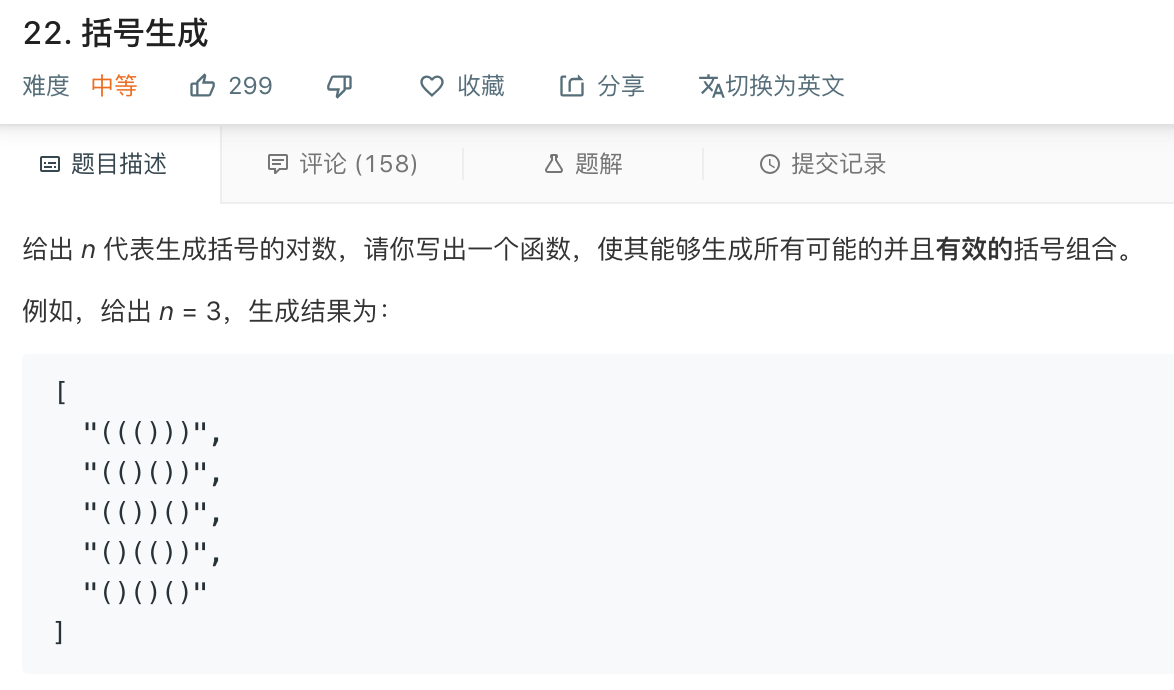 22. 括号生成
难度 中等 299 收藏 分享 切换为英文
题目描述 评论 (158) 题解 提交记录
给出 n 代表生成括号的对数，请你写出一个函数，使其能够生成所有可能的并且有效的括号组合。
例如，给出 n = 3，生成结果为：
[
"((()))",
"(()())",
"(())()",
"()(())",
"()()()"
]